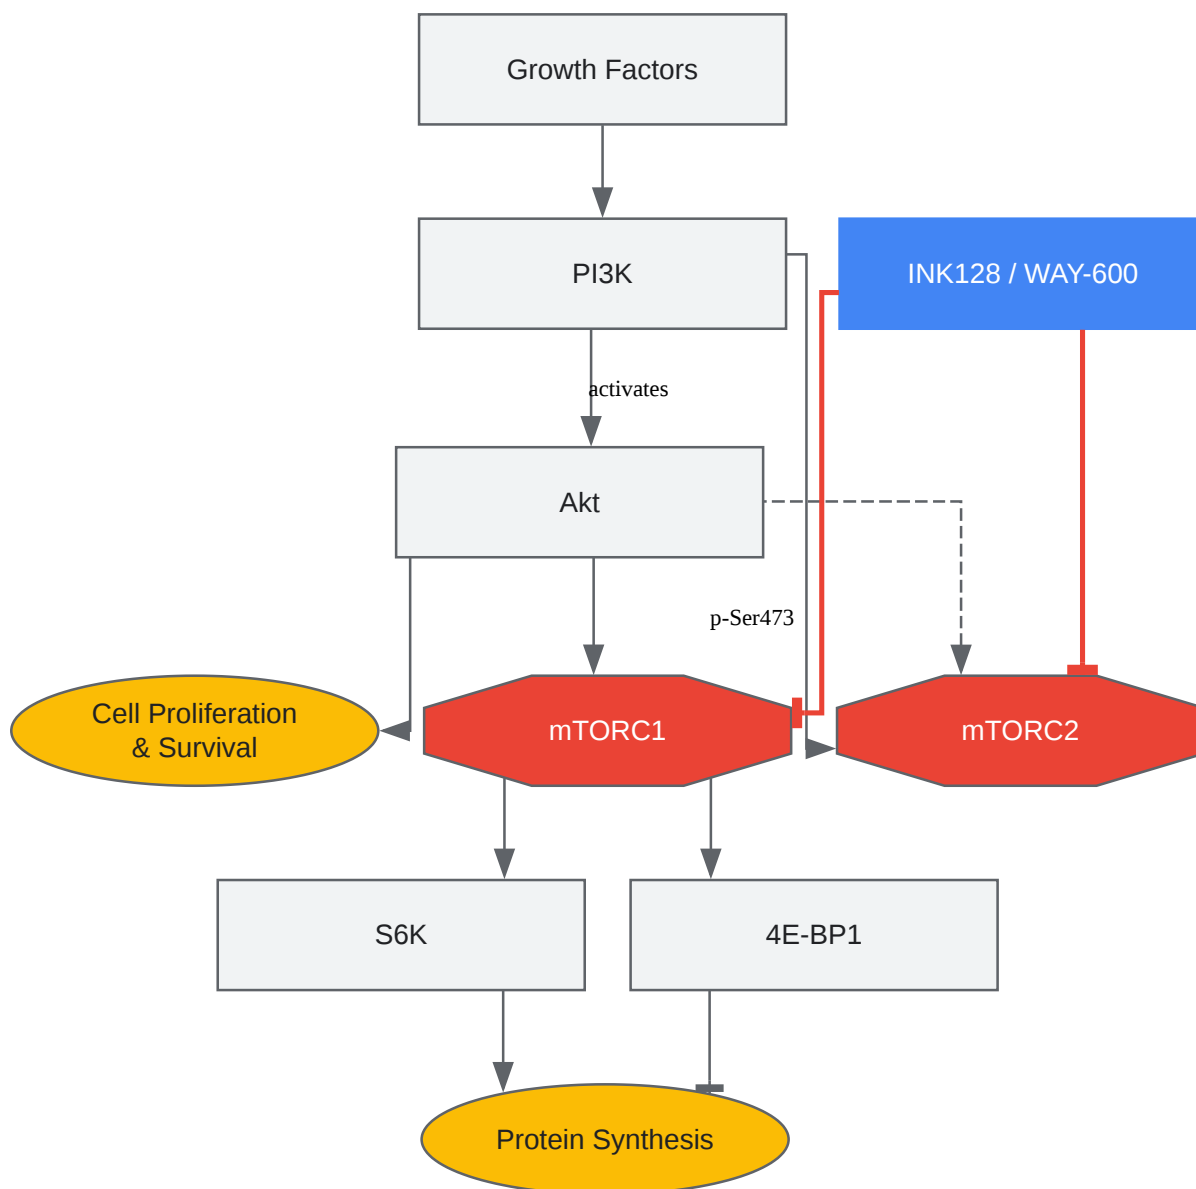 Growth Factors
PI3K
INK128 / WAY-600
activates
Akt
p-Ser473
Cell Proliferation
& Survival
mTORC1
mTORC2
S6K
4E-BP1
Protein Synthesis